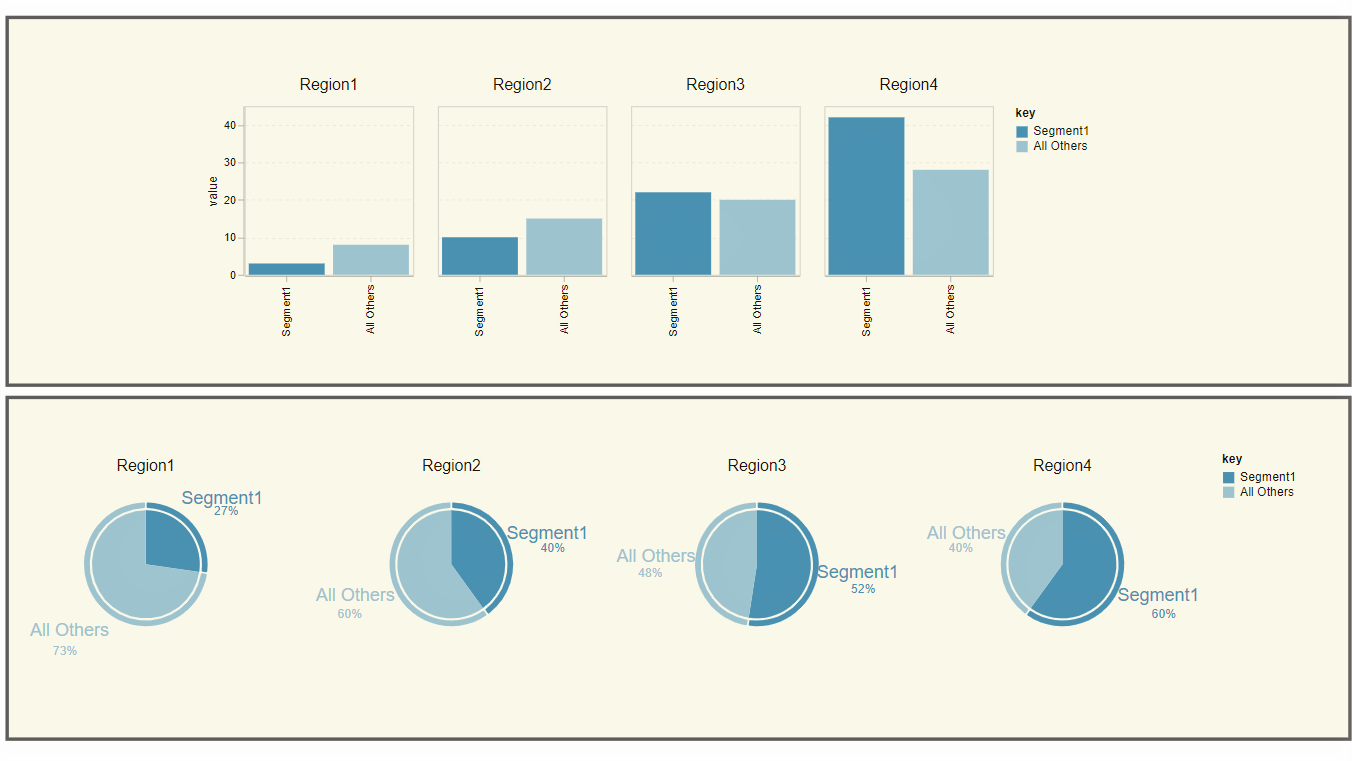 Region1 Region2 Region3 Region4
key
Segment1
All Others
value
40
30
20
10
0
Segment1 All Others Segment1 All Others Segment1 All Others Segment1 All Others
Region1 Region2 Region3 Region4
key
Segment1
All Others
Segment1
27%
All Others
73%
Segment1
40%
All Others
60%
All Others
48%
Segment1
52%
All Others
40%
Segment1
60%